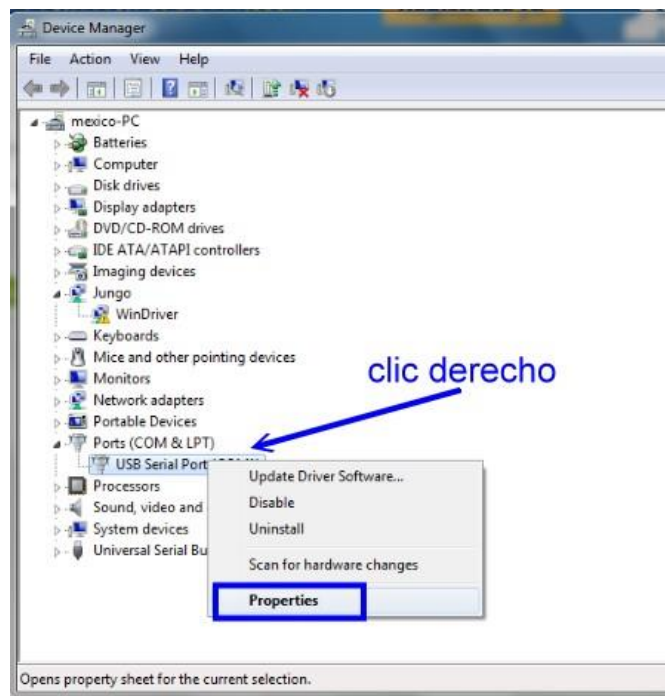 Device Manager
File Action View Help
mexico-PC
Batteries
Computer
Disk drives
Display adapters
DVD/CD-ROM drives
IDE ATA/ATAPI controllers
Imaging devices
Jungo
WinDriver
Keyboards
Mice and other pointing devices
Monitors
Network adapters
Portable Devices
Ports (COM & LPT)
USB Serial Port
Processors
Sound, video and
System devices
Universal Serial Bu
clic derecho
Update Driver Software...
Disable
Uninstall
Scan for hardware changes
Properties
Opens property sheet for the current selection.